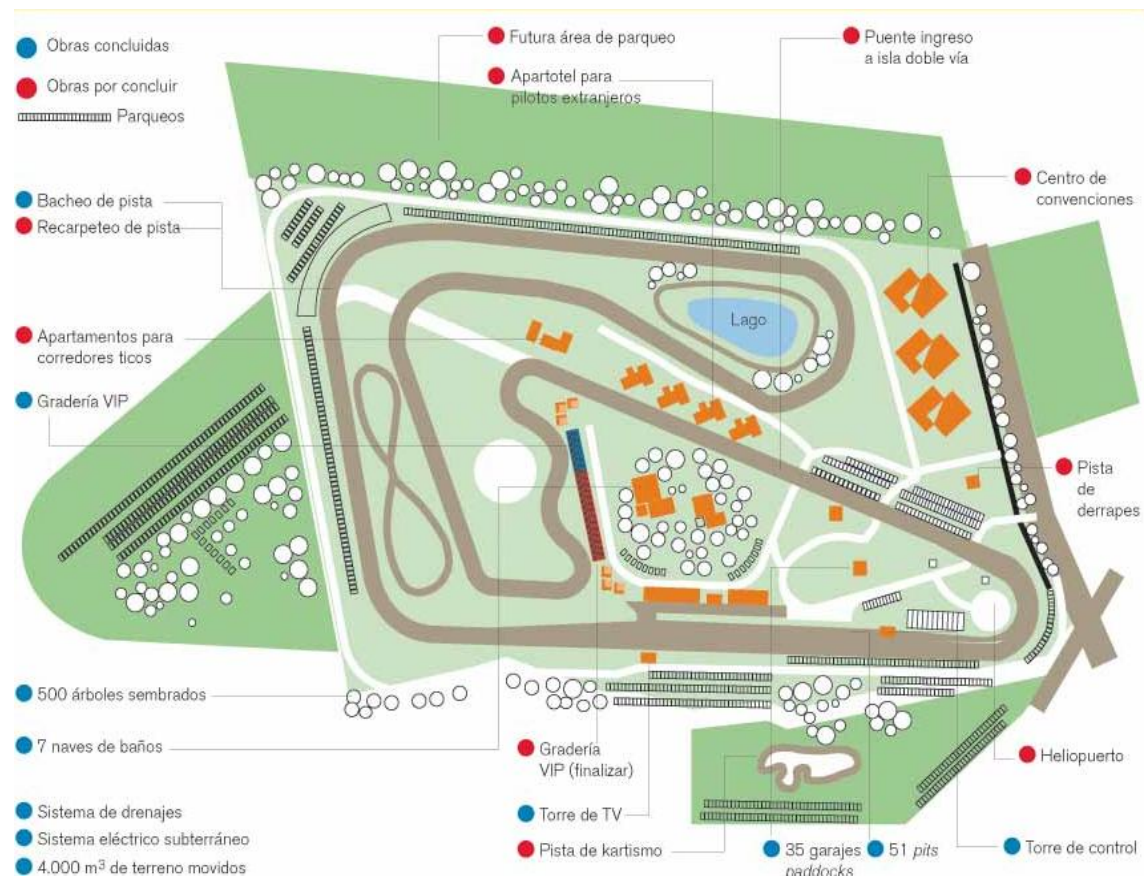 Obras concluidas
Obras por concluir
Parqueos
Futura área de parqueo
Apartotel para
pilotos extranjeros
Puente ingreso
a isla doble vía
Centro de
convenciones
Bacheo de pista
Recarpeteo de pista
Lago
Apartamentos para
corredores ticos
Gradería VIP
Pista
de
derrapes
500 árboles sembrados
7 naves de baños
Sistema de drenajes
Sistema eléctrico subterráneo
4.000 m³ de terreno movidos
Gradería
VIP (finalizar)
Torre de TV
Pista de kartismo
35 garajes
paddocks
51 pits
Heliopuerto
Torre de control